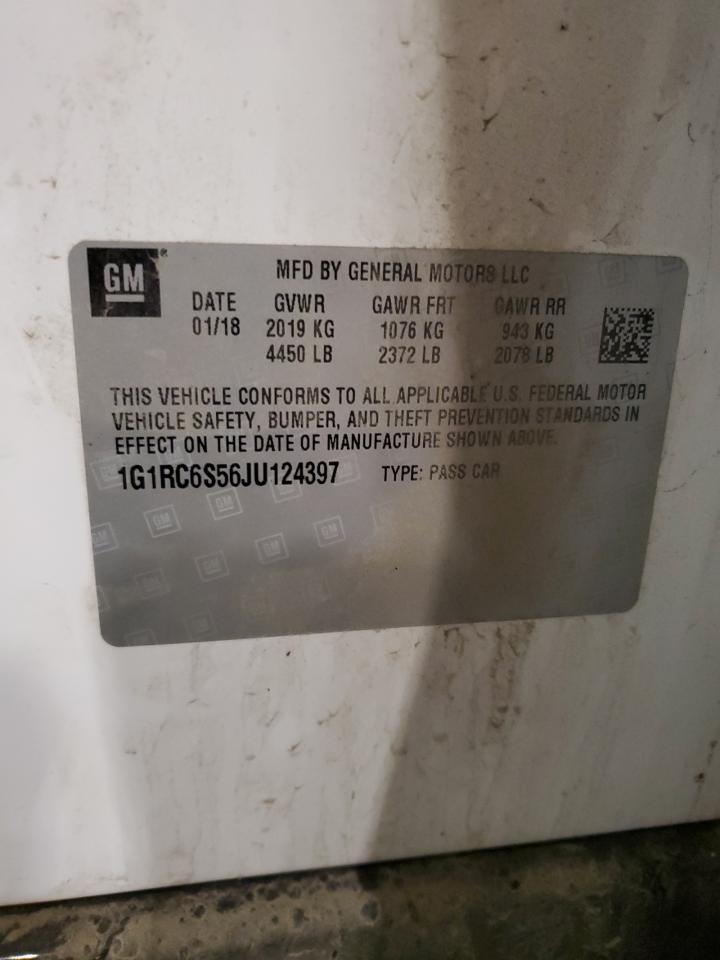 GM
MFD BY GENERAL MOTORS LLC
DATE GVWR GAWR FRT GAWR RR
01/18 2019 KG 1076 KG 943 KG
4450 LB 2372 LB 2078 LB
THIS VEHICLE CONFORMS TO ALL APPLICABLE U.S. FEDERAL MOTOR
VEHICLE SAFETY, BUMPER, AND THEFT PREVENTION STANDARDS IN
EFFECT ON THE DATE OF MANUFACTURE SHOWN ABOVE.
1G1RC6S56JU124397 TYPE: PASS CAR